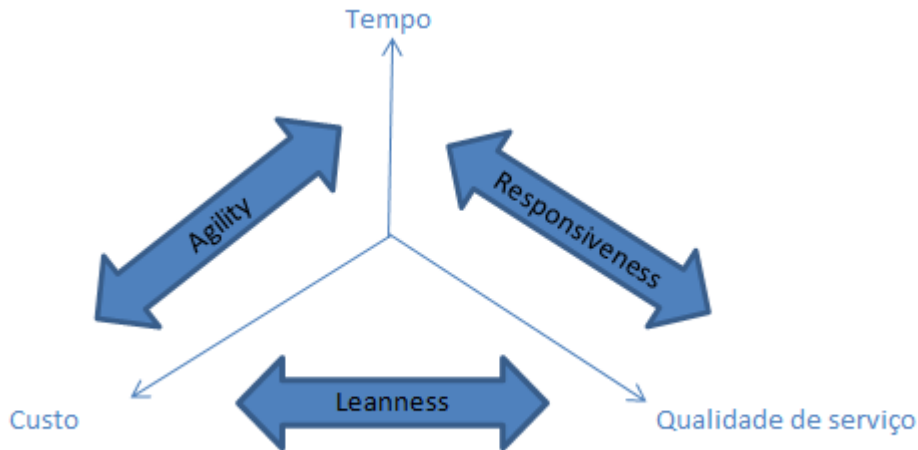 Tempo
Agility
Responsiveness
Leanness
Custo
Qualidade de serviço